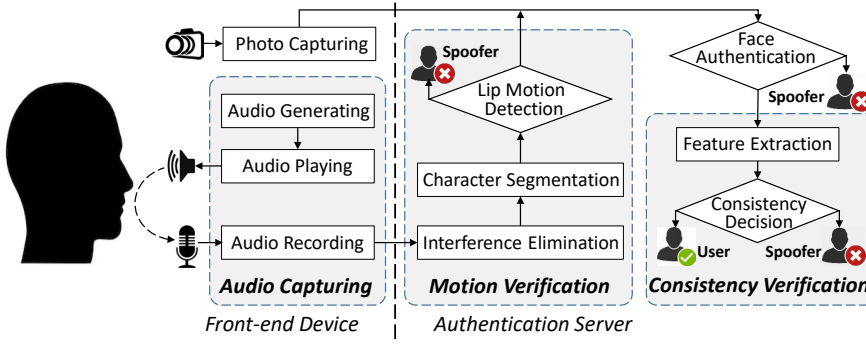 Photo Capturing
Audio Generating
Audio Playing
Audio Recording
Audio Capturing
Front-end Device
Spoofer
Lip Motion
Detection
Character Segmentation
Interference Elimination
Motion Verification
Authentication Server
Face
Authentication
Spoofer
Feature Extraction
Consistency
Decision
User
Spoofer
Consistency Verification